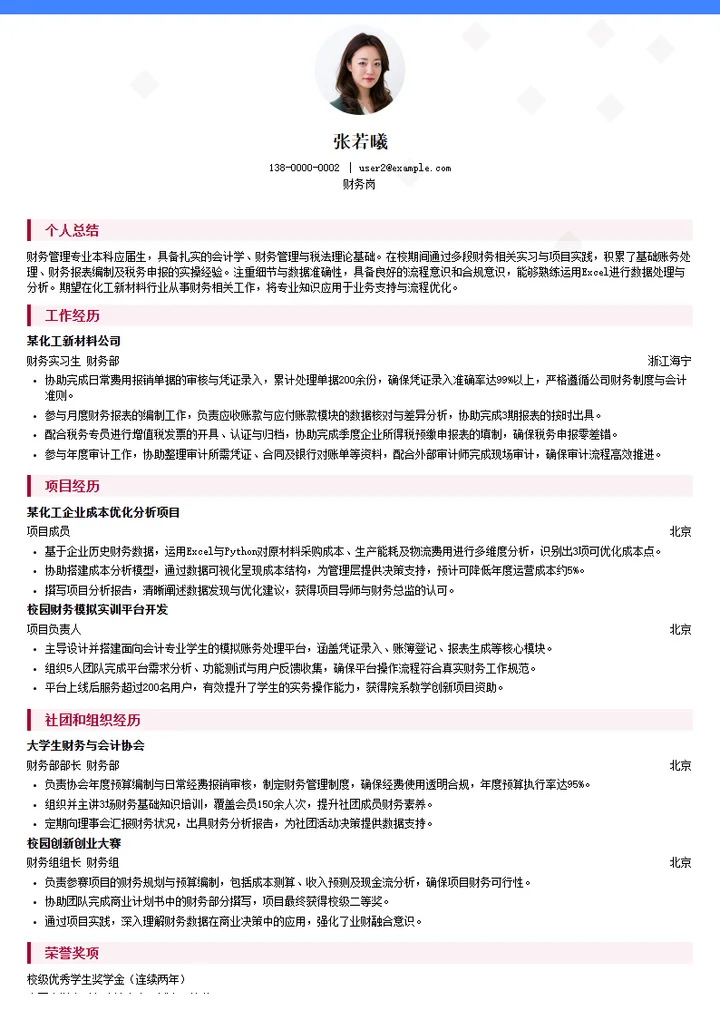 张若曦
138-0000-0002 | user2@example.com
财务岗
个人总结
财务管理专业本科应届生，具备扎实的会计学、财务管理与税法理论基础。在校期间通过多段财务相关实习与项目实践，积累了基础账务处
理、财务报表编制及税务申报的实操经验。注重细节与数据准确性，具备良好的流程意识和合规意识，能够熟练运用Excel进行数据处理与
分析。期望在化工新材料行业从事财务相关工作，将专业知识应用于业务支持与流程优化。
工作经历
某化工新材料公司
财务实习生 财务部 浙江海宁
• 协助完成日常费用报销单据的审核与凭证录入，累计处理单据200余份，确保凭证录入准确率达99%以上，严格遵循公司财务制度与会计
准则。
• 参与月度财务报表的编制工作，负责应收账款与应付账款模块的数据核对与差异分析，协助完成3期报表的按时出具。
• 配合税务专员进行增值税发票的开具、认证与归档，协助完成季度企业所得税预缴申报表的填制，确保税务申报零差错。
• 参与年度审计工作，协助整理审计所需凭证、合同及银行对账单等资料，配合外部审计师完成现场审计，确保审计流程高效推进。
项目经历
某化工企业成本优化分析项目
项目成员 北京
• 基于企业历史财务数据，运用Excel与Python对原材料采购成本、生产能耗及物流费用进行多维度分析，识别出3项可优化成本点。
• 协助搭建成本分析模型，通过数据可视化呈现成本结构，为管理层提供决策支持，预计可降低年度运营成本约5%。
• 撰写项目分析报告，清晰阐述数据发现与优化建议，获得项目导师与财务总监的认可。
校园财务模拟实训平台开发
项目负责人 北京
• 主导设计并搭建面向会计专业学生的模拟账务处理平台，涵盖凭证录入、账簿登记、报表生成等核心模块。
• 组织5人团队完成平台需求分析、功能测试与用户反馈收集，确保平台操作流程符合真实财务工作规范。
• 平台上线后服务超过200名用户，有效提升了学生的实务操作能力，获得院系教学创新项目资助。
社团和组织经历
大学生财务与会计协会
财务部部长 财务部 北京
• 负责协会年度预算编制与日常经费报销审核，制定财务管理制度，确保经费使用透明合规，年度预算执行率达95%。
• 组织并主讲3场财务基础知识培训，覆盖会员150余人次，提升社团成员财务素养。
• 定期向理事会汇报财务状况，出具财务分析报告，为社团活动决策提供数据支持。
校园创新创业大赛
财务组组长 财务组 北京
• 负责参赛项目的财务规划与预算编制，包括成本测算、收入预测及现金流分析，确保项目财务可行性。
• 协助团队完成商业计划书中的财务部分撰写，项目最终获得校级二等奖。
• 通过项目实践，深入理解财务数据在商业决策中的应用，强化了业财融合意识。
荣誉奖项
校级优秀学生奖学金（连续两年）